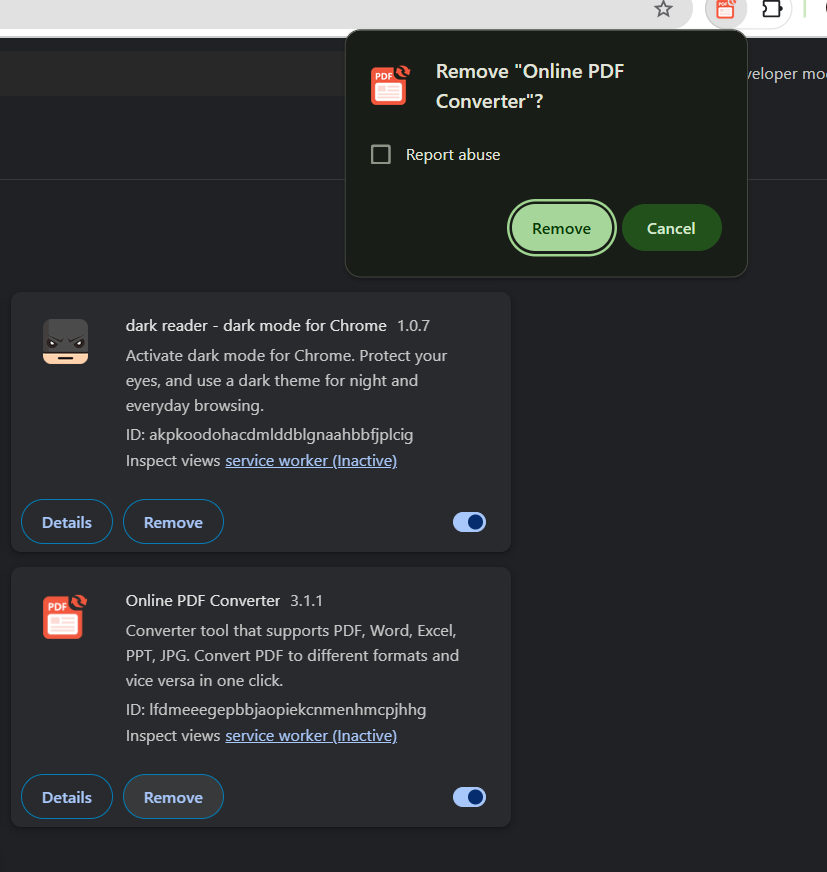 PDF
veloper mo
PDF
Remove "Online PDF
Converter"?
Report abuse
Remove
Cancel
dark reader - dark mode for Chrome 1.0.7
Activate dark mode for Chrome. Protect your
eyes, and use a dark theme for night and
everyday browsing.
ID: akpkoodohacdmlddblgnaahbbfjplcig
Inspect views service worker (Inactive)
Details
Remove
PDF
Online PDF Converter 3.1.1
Converter tool that supports PDF, Word, Excel,
PPT, JPG. Convert PDF to different formats and
vice versa in one click.
ID: lfdmeeegepbbjaopiekcnmenhmcpjhhg
Inspect views service worker (Inactive)
Details
Remove